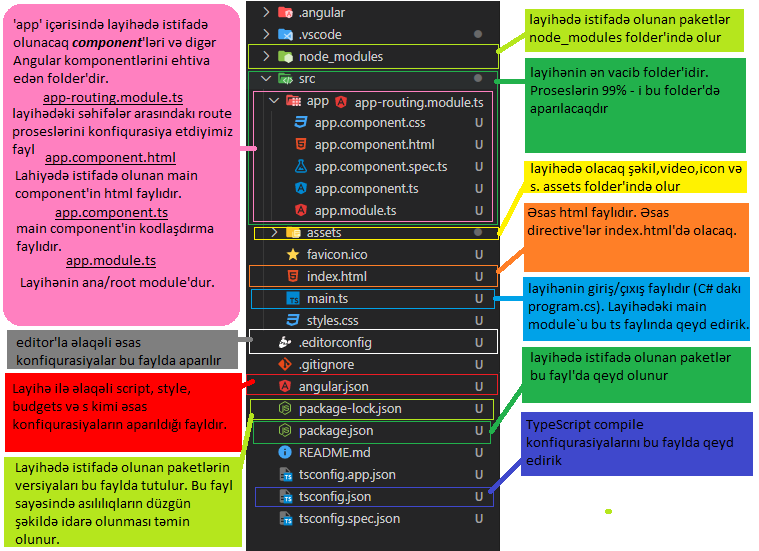 'app' içərisində layihədə istifadə
olunacaq component'ləri və digər
Angular komponentlərini ehtiva
edən folder'dir.
app-routing.module.ts
layihədəki səhifələr arasındakı route
proseslərini konfiqurasiya etdiyimiz
fayl
app.component.html
Lahiyədə istifadə olunan main
component'in html faylıdır.
app.component.ts
main component'in kodlaşdırma
faylıdır.
app.module.ts
Layihənin ana/root module'dur.
editor'la əlaqəli əsas
konfiqurasiyalar bu faylda aparılır
Layihə ilə əlaqəli script, style,
budgets və s kimi əsas
konfiqurasiyaların aparıldığı fayldır.
Layihədə istifadə olunan paketlərin
versiyaları bu faylda tutulur. Bu fayl
sayəsində asılılıqların düzgün
şəkildə idarə olunması təmin
olunur.
.angular
.vscode
node_modules
src
app
app-routing.module.ts
app.component.css U
app.component.html U
app.component.spec.ts U
app.component.ts U
app.module.ts U
assets
favicon.ico U
index.html U
main.ts U
styles.css U
.editorconfig U
.gitignore U
angular.json U
package-lock.json U
package.json U
README.md U
tsconfig.app.json U
tsconfig.json U
tsconfig.spec.json U
layihədə istifadə olunan paketlər
node_modules folder'ində olur
layihənin ən vacib folder'idir.
Proseslərin 99% - i bu folder'də
aparılacaqdır
layihədə olacaq şəkil,video,icon və
s. assets folder'ində olur
Əsas html faylıdır. Əsas
directive'lər index.html'də olacaq.
layihənin giriş/çıxış faylıdır (C# dakı
program.cs). Layihədəki main
module`u bu ts faylında qeyd edirik.
layihədə istifadə olunan paketlər
bu fayl'da qeyd olunur
TypeScript compile
konfiqurasiyalarını bu faylda qeyd
edirik